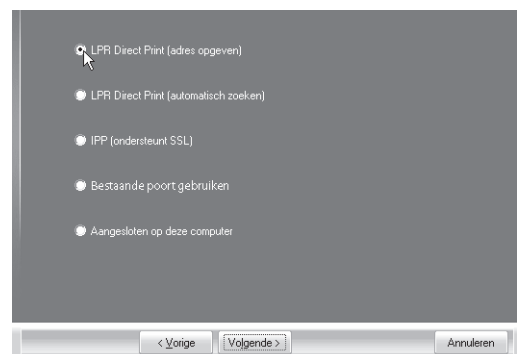 LPR Direct Print (adres opgeven)
LPR Direct Print (automatisch zoeken)
IPP (ondersteunt SSL)
Bestaande poort gebruiken
Aangesloten op deze computer
< Vorige
Volgende >
Annuleren